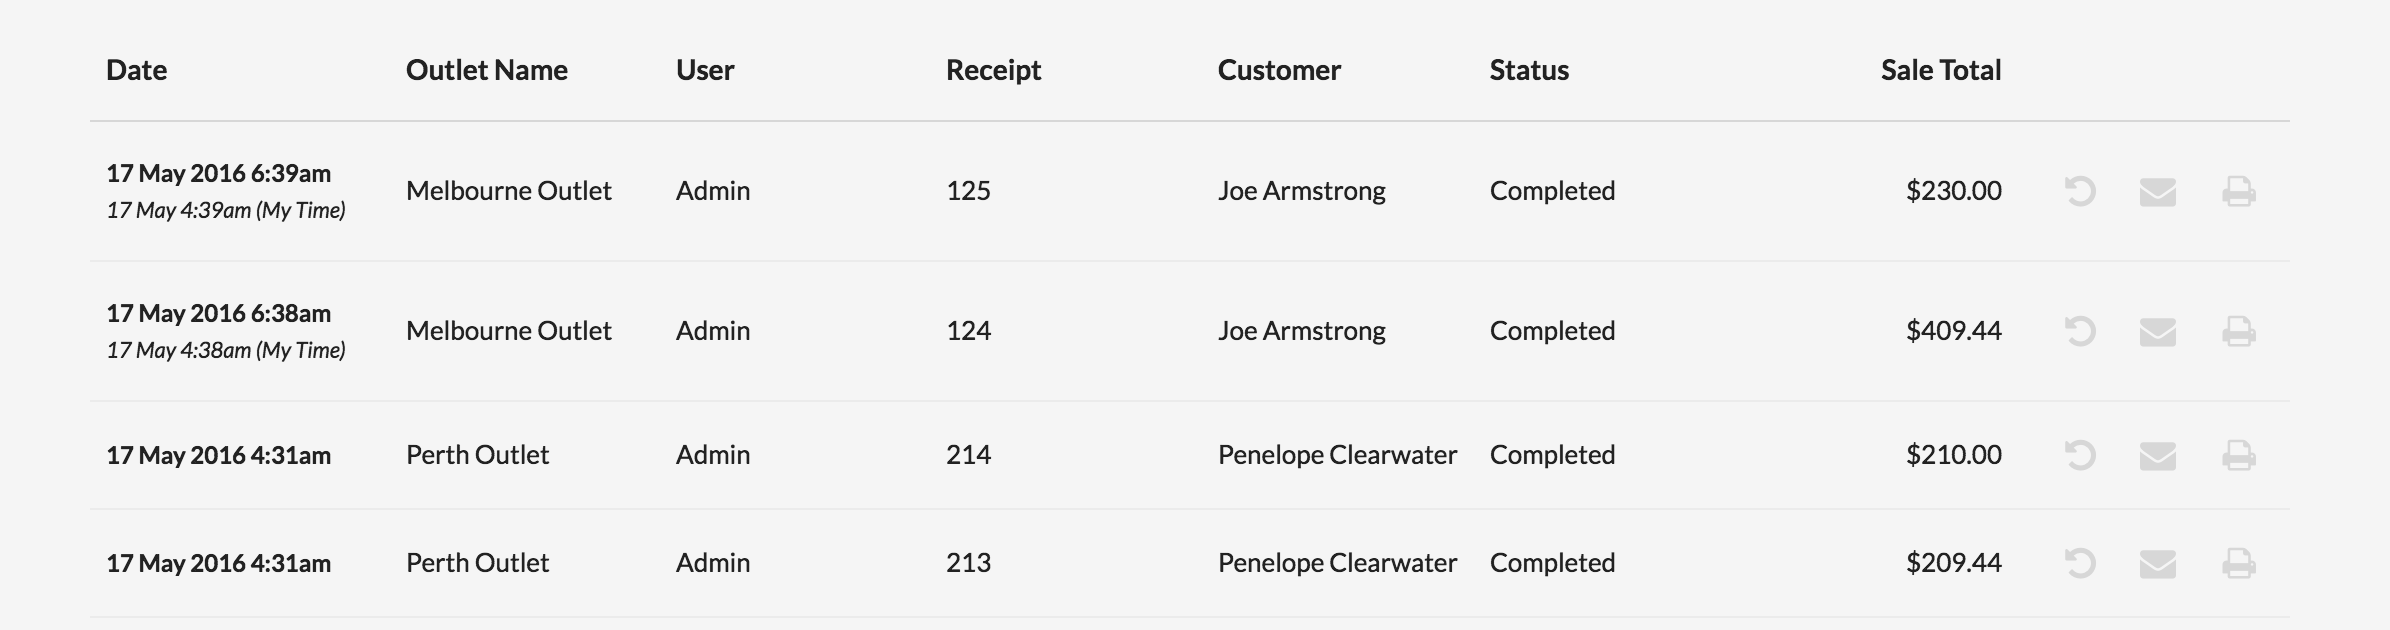 Date Outlet Name User Receipt Customer Status Sale Total
17 May 2016 6:39am
17 May 4:39am (My Time)
Melbourne Outlet Admin 125 Joe Armstrong Completed $230.00
17 May 2016 6:38am
17 May 4:38am (My Time)
Melbourne Outlet Admin 124 Joe Armstrong Completed $409.44
17 May 2016 4:31am Perth Outlet Admin 214 Penelope Clearwater Completed $210.00
17 May 2016 4:31am Perth Outlet Admin 213 Penelope Clearwater Completed $209.44